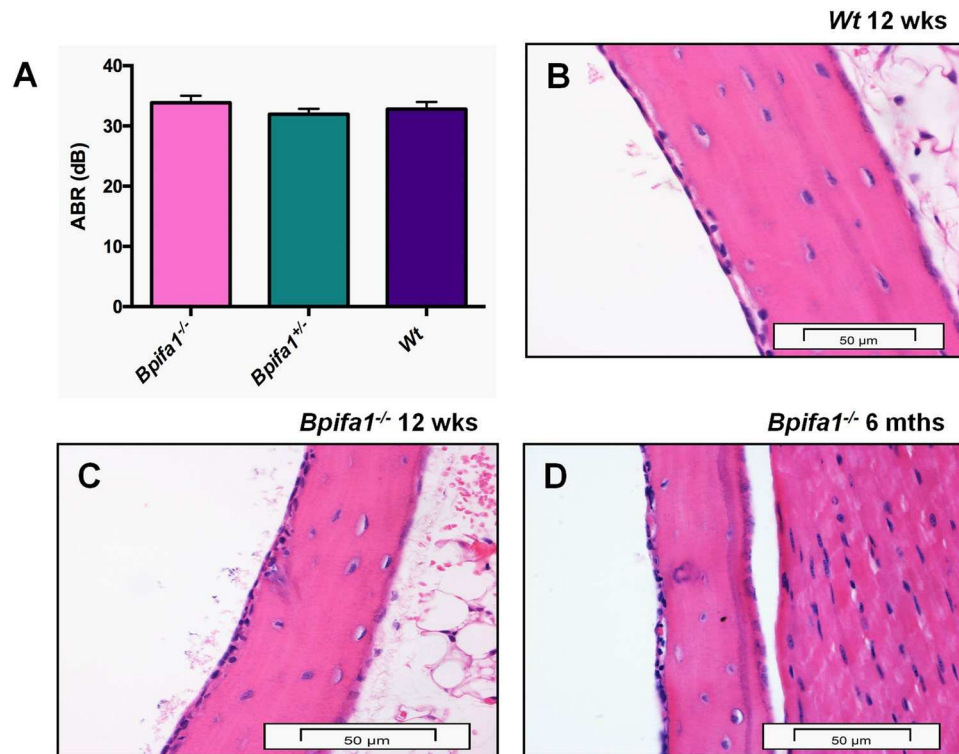 A
ABR (dB)
40
30
20
10
0
Bpifa1-/-
Bpifa1+/-
Wt
Wt 12 wks
B
50 µm
Bpifa1-/- 12 wks
C
50 µm
Bpifa1-/- 6 mths
D
50 µm